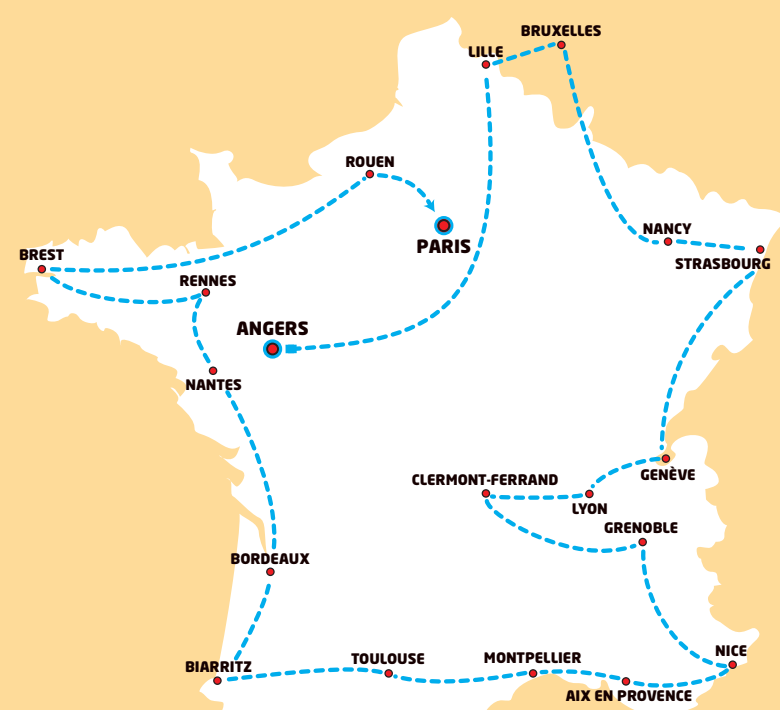 BRUXELLES
LILLE
ROUEN
NANCY
PARIS
BREST
STRASBOURG
RENNES
ANGERS
NANTES
GENÈVE
CLERMONT-FERRAND
LYON
GRENOBLE
BORDEAUX
NICE
TOULOUSE
MONTPELLIER
BIARRITZ
AIX EN PROVENCE